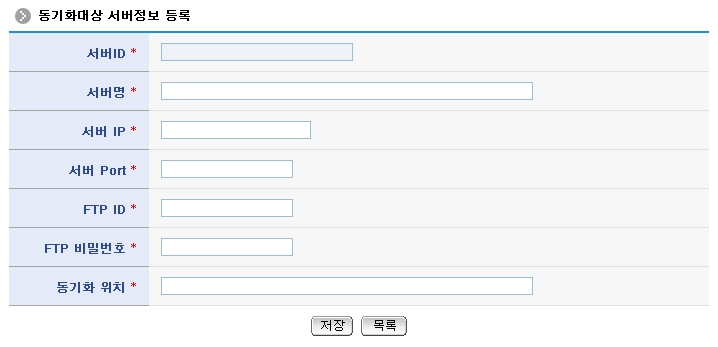 동기화대상 서버정보 등록
서버ID *
서버명 *
서버 IP *
서버 Port *
FTP ID *
FTP 비밀번호 *
동기화 위치 *
저장 목록